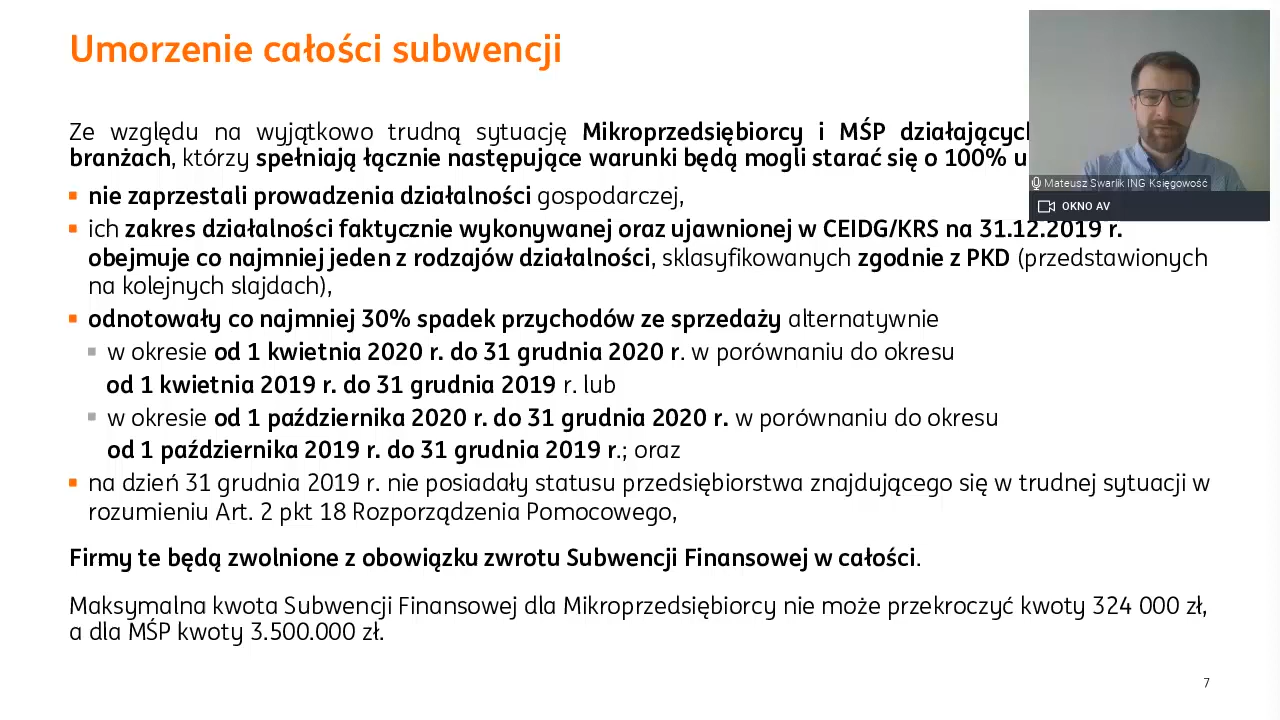 Umorzenie całości subwencji
Ze względu na wyjątkowo trudną sytuację Mikroprzedsiębiorcy i MŚP działających
branżach, którzy spełniają łącznie następujące warunki będą mogli starać się o 100% u
nie zaprzestali prowadzenia działalności gospodarczej,
ich zakres działalności faktycznie wykonywanej oraz ujawnionej w CEIDG/KRS na 31.12.2019 r.
obejmuje co najmniej jeden z rodzajów działalności, sklasyfikowanych zgodnie z PKD (przedstawionych
na kolejnych slajdach),
odnotowały co najmniej 30% spadek przychodów ze sprzedaży alternatywnie
w okresie od 1 kwietnia 2020 r. do 31 grudnia 2020 r. w porównaniu do okresu
od 1 kwietnia 2019 r. do 31 grudnia 2019 r. lub
w okresie od 1 października 2020 r. do 31 grudnia 2020 r. w porównaniu do okresu
od 1 października 2019 r. do 31 grudnia 2019 r.; oraz
na dzień 31 grudnia 2019 r. nie posiadały statusu przedsiębiorstwa znajdującego się w trudnej sytuacji w
rozumieniu Art. 2 pkt 18 Rozporządzenia Pomocowego,
Firmy te będą zwolnione z obowiązku zwrotu Subwencji Finansowej w całości.
Maksymalna kwota Subwencji Finansowej dla Mikroprzedsiębiorcy nie może przekroczyć kwoty 324 000 zł,
a dla MŚP kwoty 3.500.000 zł.
Mateusz Swarlik ING Księgowość
OKNO AV
7